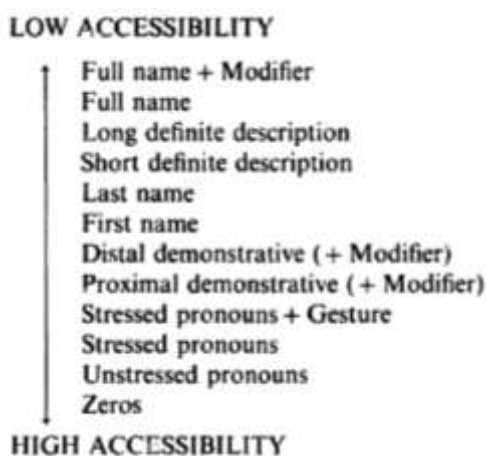 LOW ACCESSIBILITY
Full name + Modifier
Full name
Long definite description
Short definite description
Last name
First name
Distal demonstrative (+ Modifier)
Proximal demonstrative (+ Modifier)
Stressed pronouns + Gesture
Stressed pronouns
Unstressed pronouns
Zeros
HIGH ACCESSIBILITY